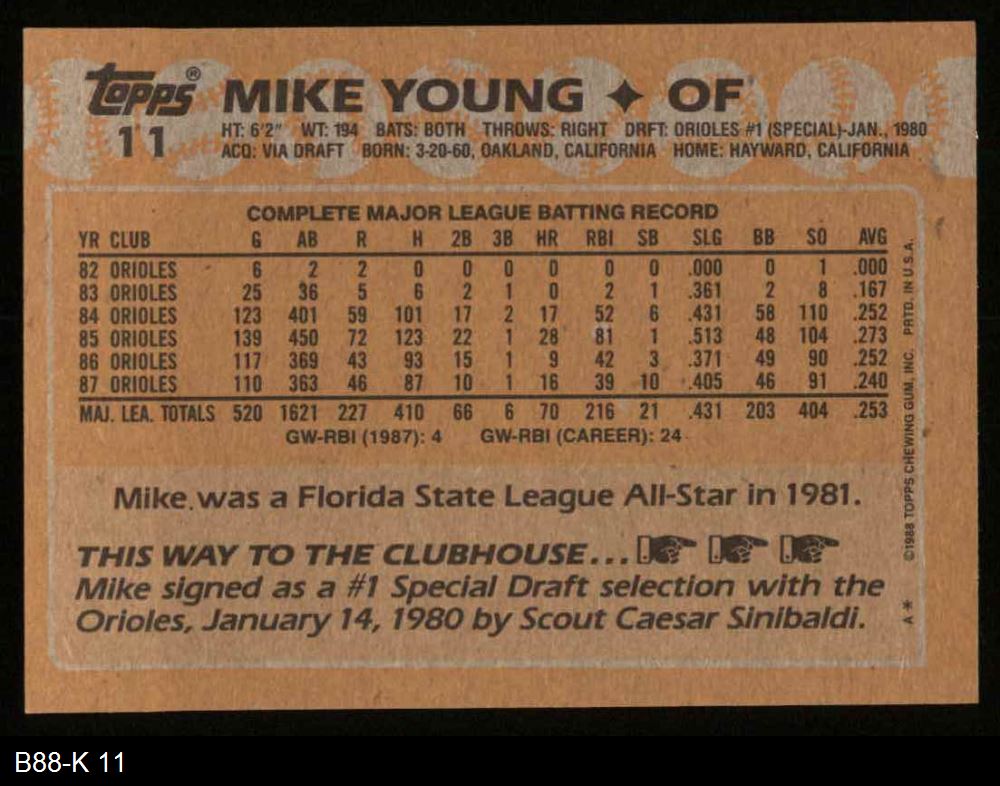 topps® MIKE YOUNG ✦ OF
11 HT: 6'2" WT: 194 BATS: BOTH THROWS: RIGHT DRFT: ORIOLES #1 (SPECIAL)-JAN., 1980
ACQ: VIA DRAFT BORN: 3-20-60, OAKLAND, CALIFORNIA HOME: HAYWARD, CALIFORNIA
COMPLETE MAJOR LEAGUE BATTING RECORD
YR CLUB G AB R H 2B 3B HR RBI SB SLG BB SO AVG
82 ORIOLES 6 2 2 0 0 0 0 0 0 .000 0 1 .000
83 ORIOLES 25 36 5 6 2 1 0 2 1 .361 2 8 .167
84 ORIOLES 123 401 59 101 17 2 17 52 6 .431 58 110 .252
85 ORIOLES 139 450 72 123 22 1 28 81 1 .513 48 104 .273
86 ORIOLES 117 369 43 93 15 1 9 42 3 .371 49 90 .252
87 ORIOLES 110 363 46 87 10 1 16 39 10 .405 46 91 .240
MAJ. LEA. TOTALS 520 1621 227 410 66 6 70 216 21 .431 203 404 .253
GW-RBI (1987): 4 GW-RBI (CAREER): 24
Mike was a Florida State League All-Star in 1981.
THIS WAY TO THE CLUBHOUSE...
Mike signed as a #1 Special Draft selection with the
Orioles, January 14, 1980 by Scout Caesar Sinibaldi.
A* ©1988 TOPPS CHEWING GUM, INC. PRTD. IN U.S.A.
B88-K 11